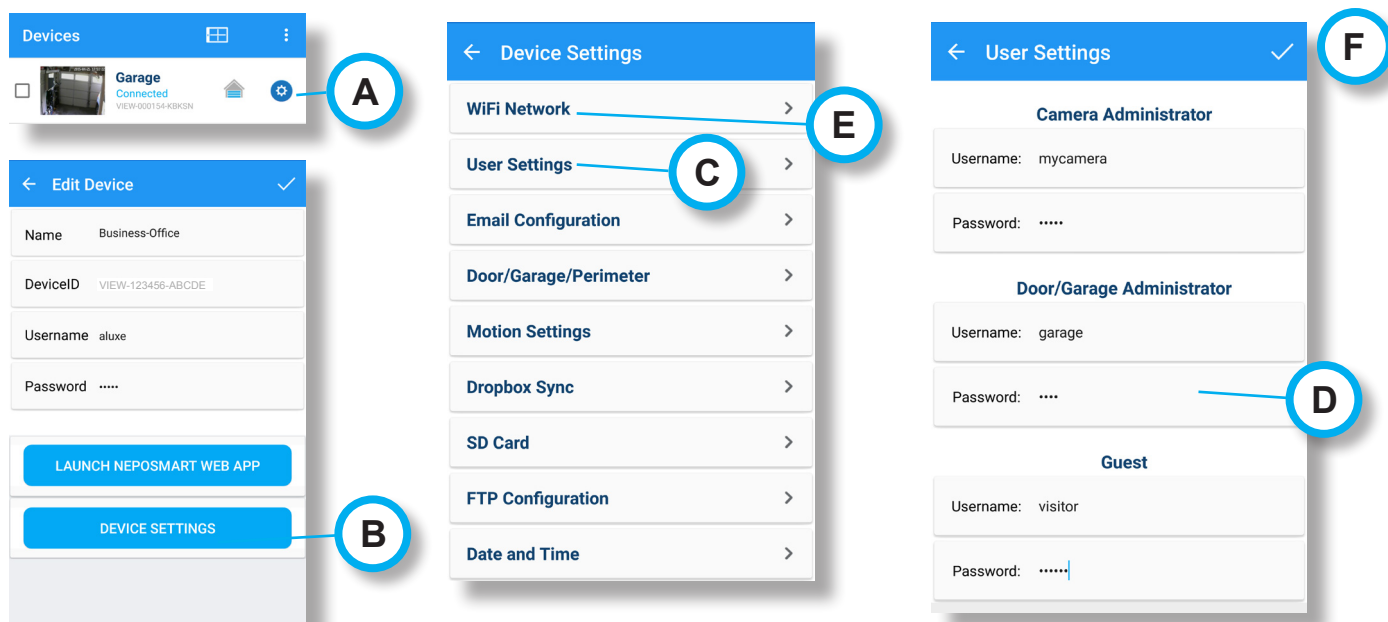 Devices
Garage
Connected
VIEW-000154-KBKSN
A
Edit Device
Name Business-Office
DeviceID VIEW-123456-ABCDE
Username aluxe
Password •••••
LAUNCH NEPOSMART WEB APP
DEVICE SETTINGS
B
Device Settings
WiFi Network
E
User Settings
C
Email Configuration
Door/Garage/Perimeter
Motion Settings
Dropbox Sync
SD Card
FTP Configuration
Date and Time
User Settings
F
Camera Administrator
Username: mycamera
Password: •••••
Door/Garage Administrator
Username: garage
Password: ••••
D
Guest
Username: visitor
Password: ••••••